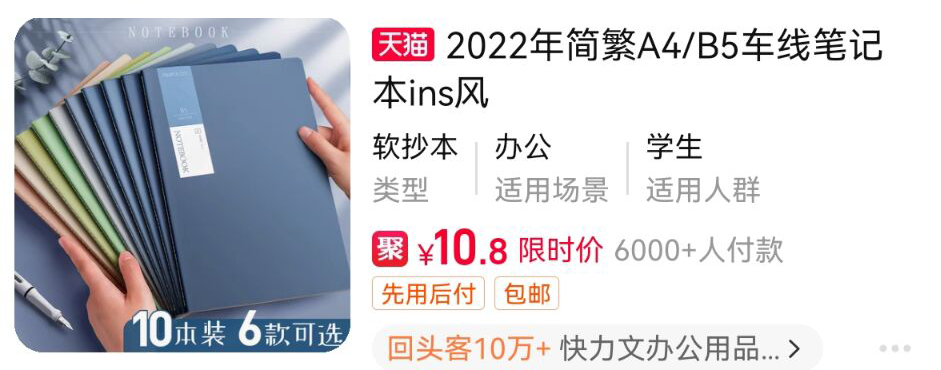 NOTEBOOK
NOTEBOOK
10本装 6款可选
天猫 2022年简繁A4/B5车线笔记
本ins风
软抄本 办公 学生
类型 适用场景 适用人群
聚 ¥10.8 限时价 6000+人付款
先用后付 包邮
回头客10万+ 快力文办公用品... >